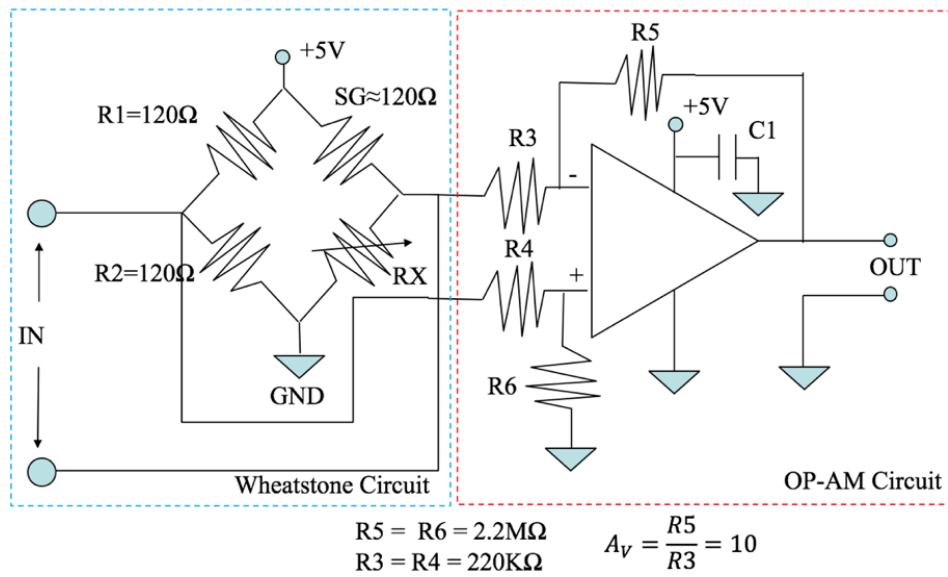 +5V
R1=120Ω
SG≈120Ω
R2=120Ω
RX
IN
GND
Wheatstone Circuit
R5
+5V
C1
R3
-
R4
+
R6
OUT
OP-AM Circuit
R5 = R6 = 2.2MΩ
R3 = R4 = 220KΩ
A_V = R5/R3 = 10